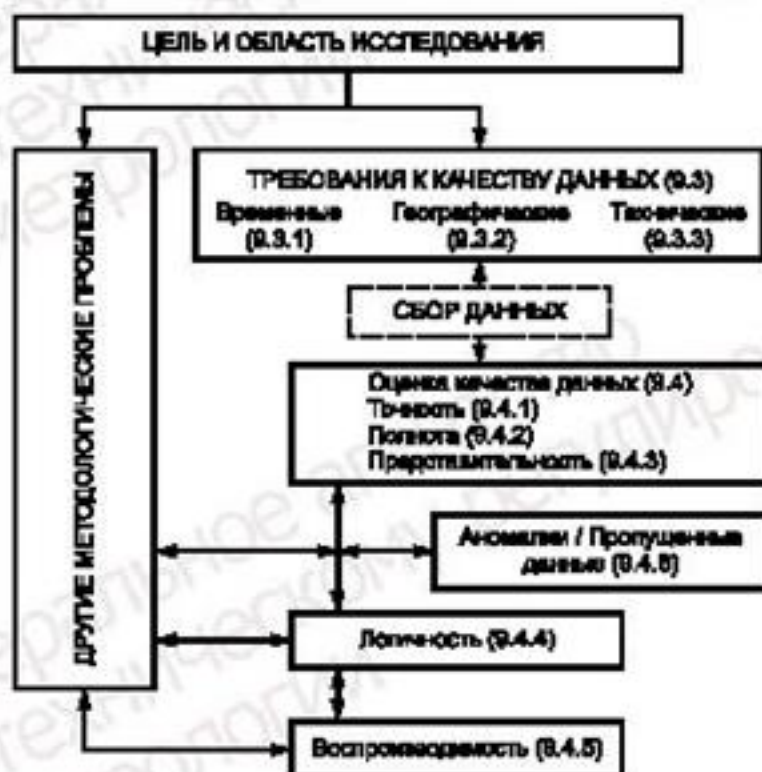 ЦЕЛЬ И ОБЛАСТЬ ИССЛЕДОВАНИЯ
ДРУГИЕ МЕТОДОЛОГИЧЕСКИЕ ПРОБЛЕМЫ
ТРЕБОВАНИЯ К КАЧЕСТВУ ДАННЫХ (9.3)
Временные Географические Технические
(9.3.1) (9.3.2) (9.3.3)
СБОР ДАННЫХ
Оценка качества данных (9.4)
Точность (9.4.1)
Полнота (9.4.2)
Представительность (9.4.3)
Аномалии / Пропущенные
данные (9.4.6)
Логичность (9.4.4)
Воспроизводимость (9.4.5)